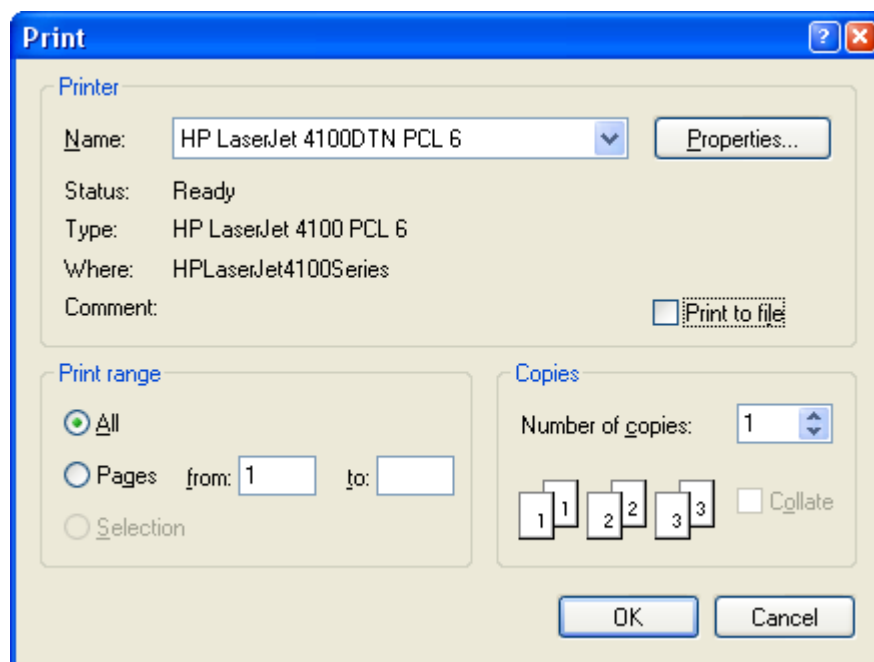 Print
Printer
Name: HP LaserJet 4100DTN PCL 6 Properties...
Status: Ready
Type: HP LaserJet 4100 PCL 6
Where: HPLaserJet4100Series
Comment:
Print to file
Print range
All
Pages from: 1 to:
Selection
Copies
Number of copies: 1
1 1 2 2 3 3 Collate
OK Cancel